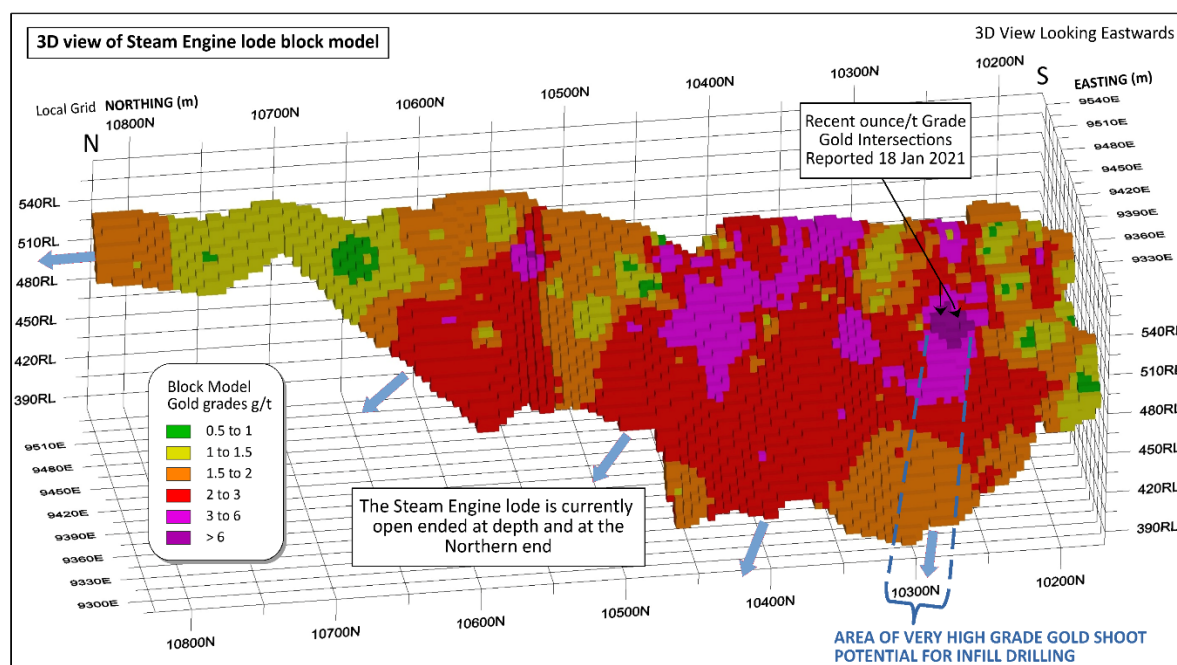 3D view of Steam Engine lode block model
3D View Looking Eastwards
Local Grid NORTHING (m)
10800N
10700N
10600N
10500N
10400N
10300N
10200N
N
S
EASTING (m)
9540E
9510E
9480E
9450E
9420E
9390E
9360E
9330E
Recent ounce/t Grade
Gold Intersections
Reported 18 Jan 2021
540RL
510RL
480RL
450RL
420RL
390RL
540RL
510RL
480RL
450RL
420RL
390RL
Block Model
Gold grades g/t
0.5 to 1
1 to 1.5
1.5 to 2
2 to 3
3 to 6
> 6
9510E
9480E
9450E
9420E
9390E
9360E
9330E
9300E
The Steam Engine lode is currently
open ended at depth and at the
Northern end
10800N
10700N
10600N
10500N
10400N
10300N
10200N
AREA OF VERY HIGH GRADE GOLD SHOOT
POTENTIAL FOR INFILL DRILLING